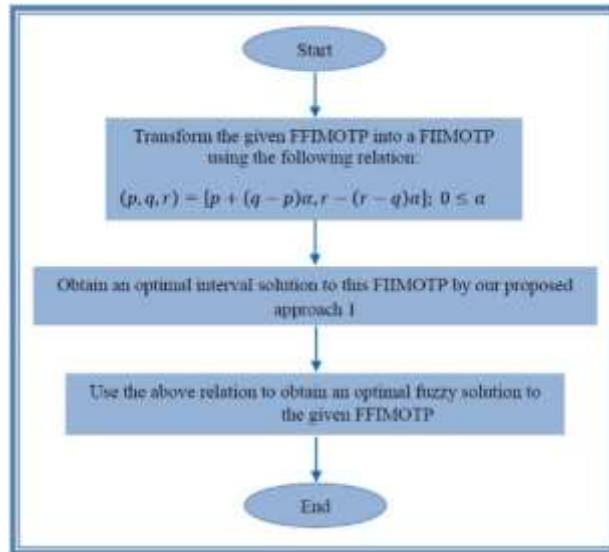 Start
Transform the given FFIMOTP into a FIIMOTP
using the following relation:
(p, q, r) = [p + (q − p)α, r − (r − q)α]; 0 ≤ α
Obtain an optimal interval solution to this FIIMOTP by our proposed
approach 1
Use the above relation to obtain an optimal fuzzy solution to
the given FFIMOTP
End